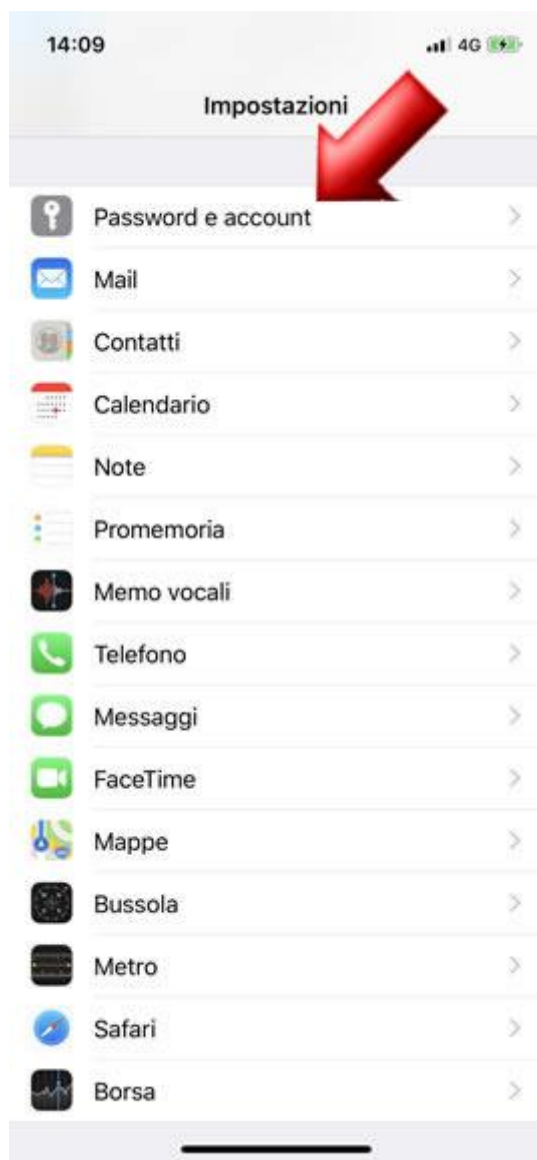 14:09 4G
Impostazioni
Password e account
Mail
Contatti
Calendario
Note
Promemoria
Memo vocali
Telefono
Messaggi
FaceTime
Mappe
Bussola
Metro
Safari
Borsa